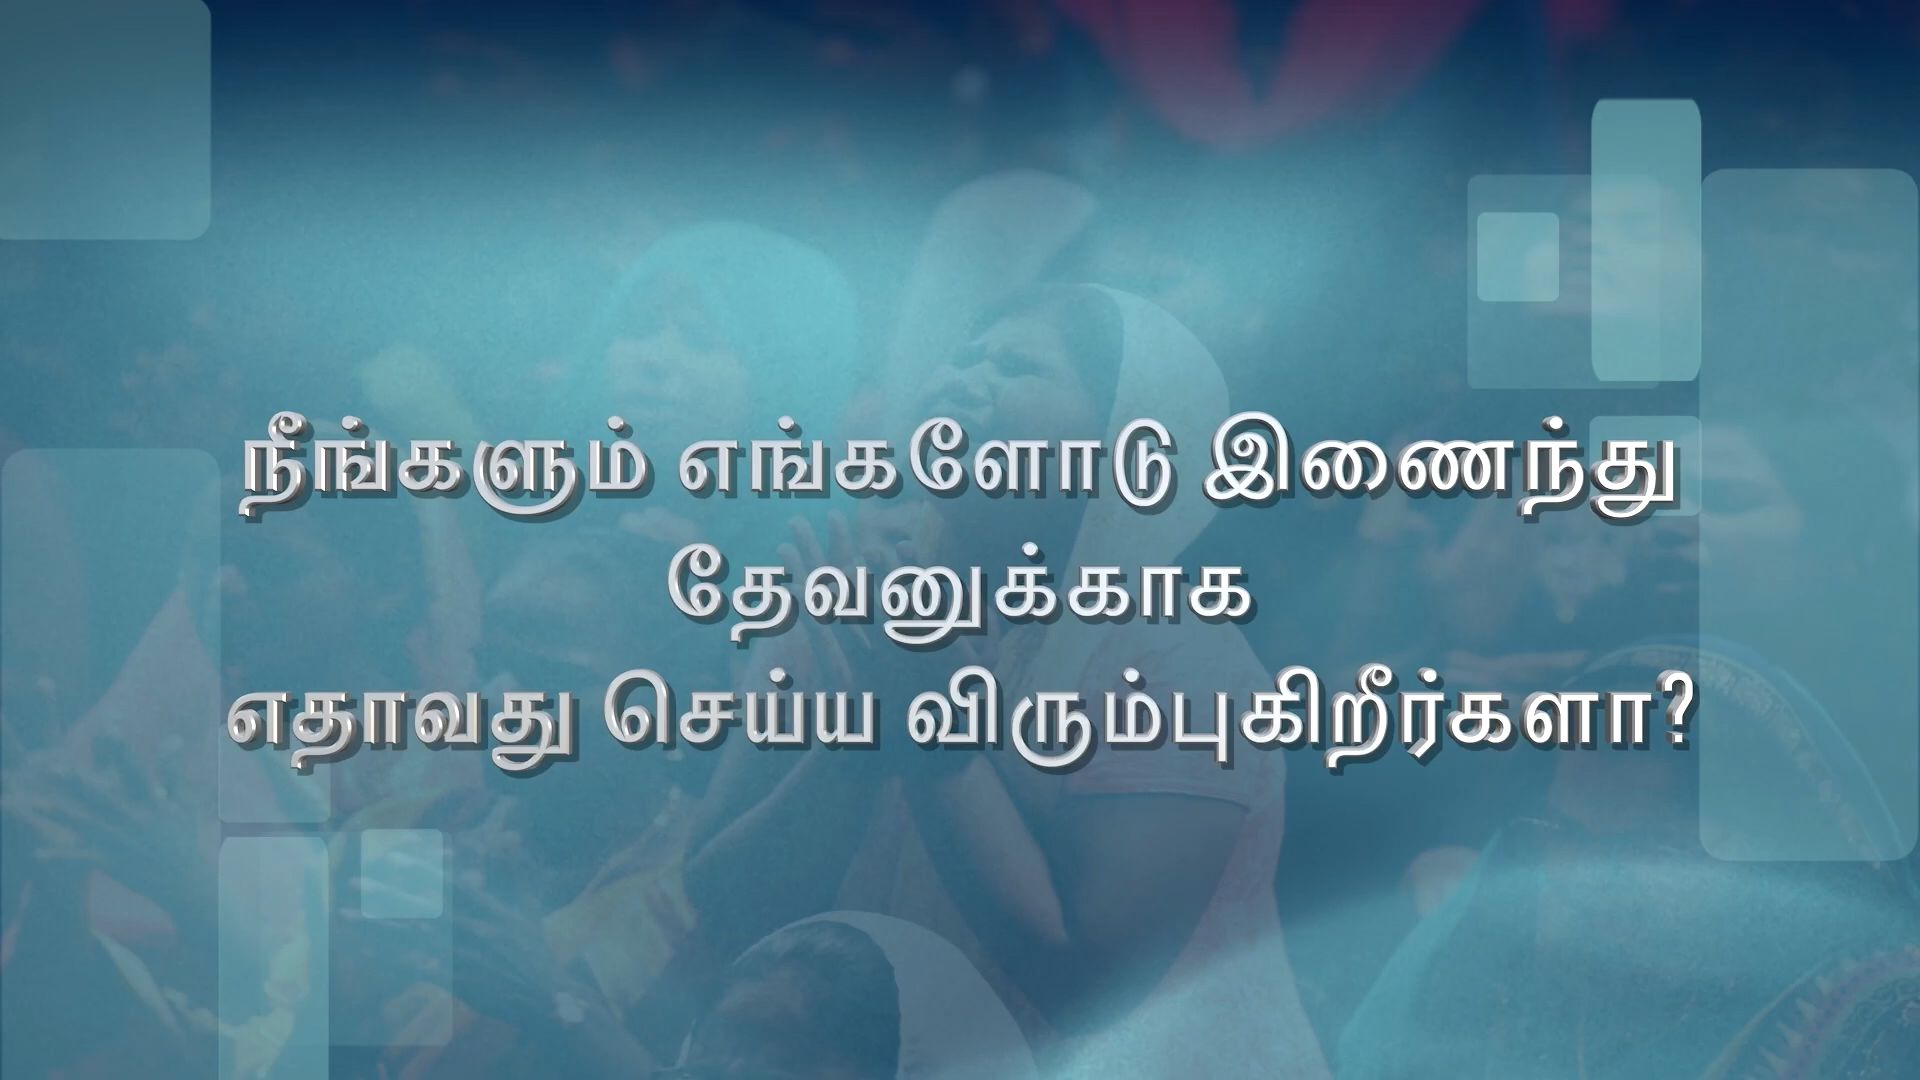 நீங்களும் எங்களோடு இணைந்து
தேவனுக்காக
எதாவது செய்ய விரும்புகிறீர்களா?